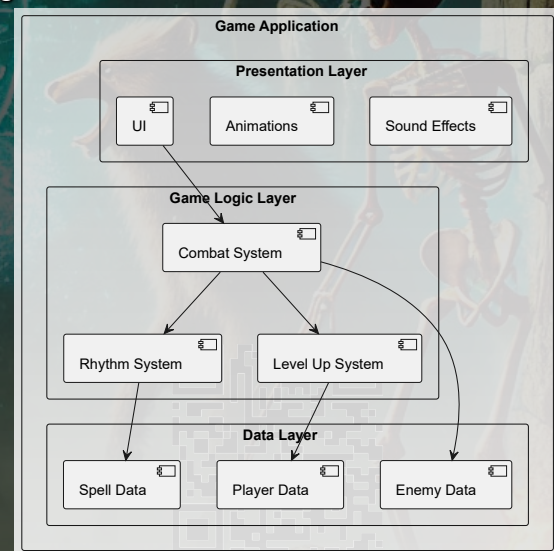 Game Application
Presentation Layer
UI
Animations
Sound Effects
Game Logic Layer
Combat System
Rhythm System
Level Up System
Data Layer
Spell Data
Player Data
Enemy Data